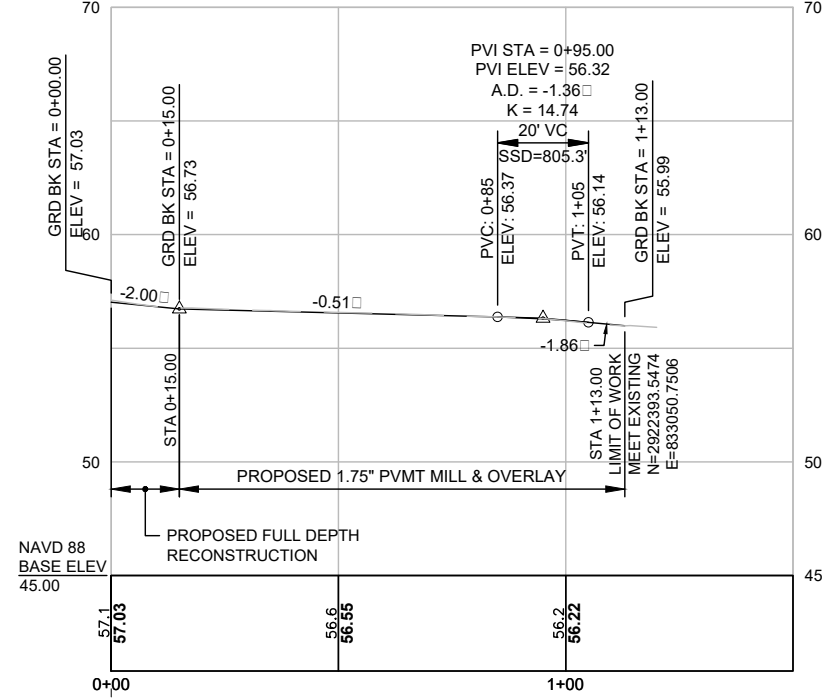 70
70
PVI STA = 0+95.00
PVI ELEV = 56.32
A.D. = -1.36□
K = 14.74
20' VC
SSD=805.3'
GRD BK STA = 0+00.00
ELEV = 57.03
GRD BK STA = 0+15.00
ELEV = 56.73
PVC: 0+85
ELEV: 56.37
PVT: 1+05
ELEV: 56.14
GRD BK STA = 1+13.00
ELEV = 55.99
60
60
-2.00□
-0.51□
-1.86□
STA 0+15.00
STA 1+13.00
LIMIT OF WORK
MEET EXISTING
N=2922393.5474
E=833050.7506
50
50
PROPOSED 1.75" PVMT MILL & OVERLAY
PROPOSED FULL DEPTH
RECONSTRUCTION
NAVD 88
BASE ELEV
45.00
45
57.1
57.03
56.6
56.55
56.2
56.22
0+00
1+00